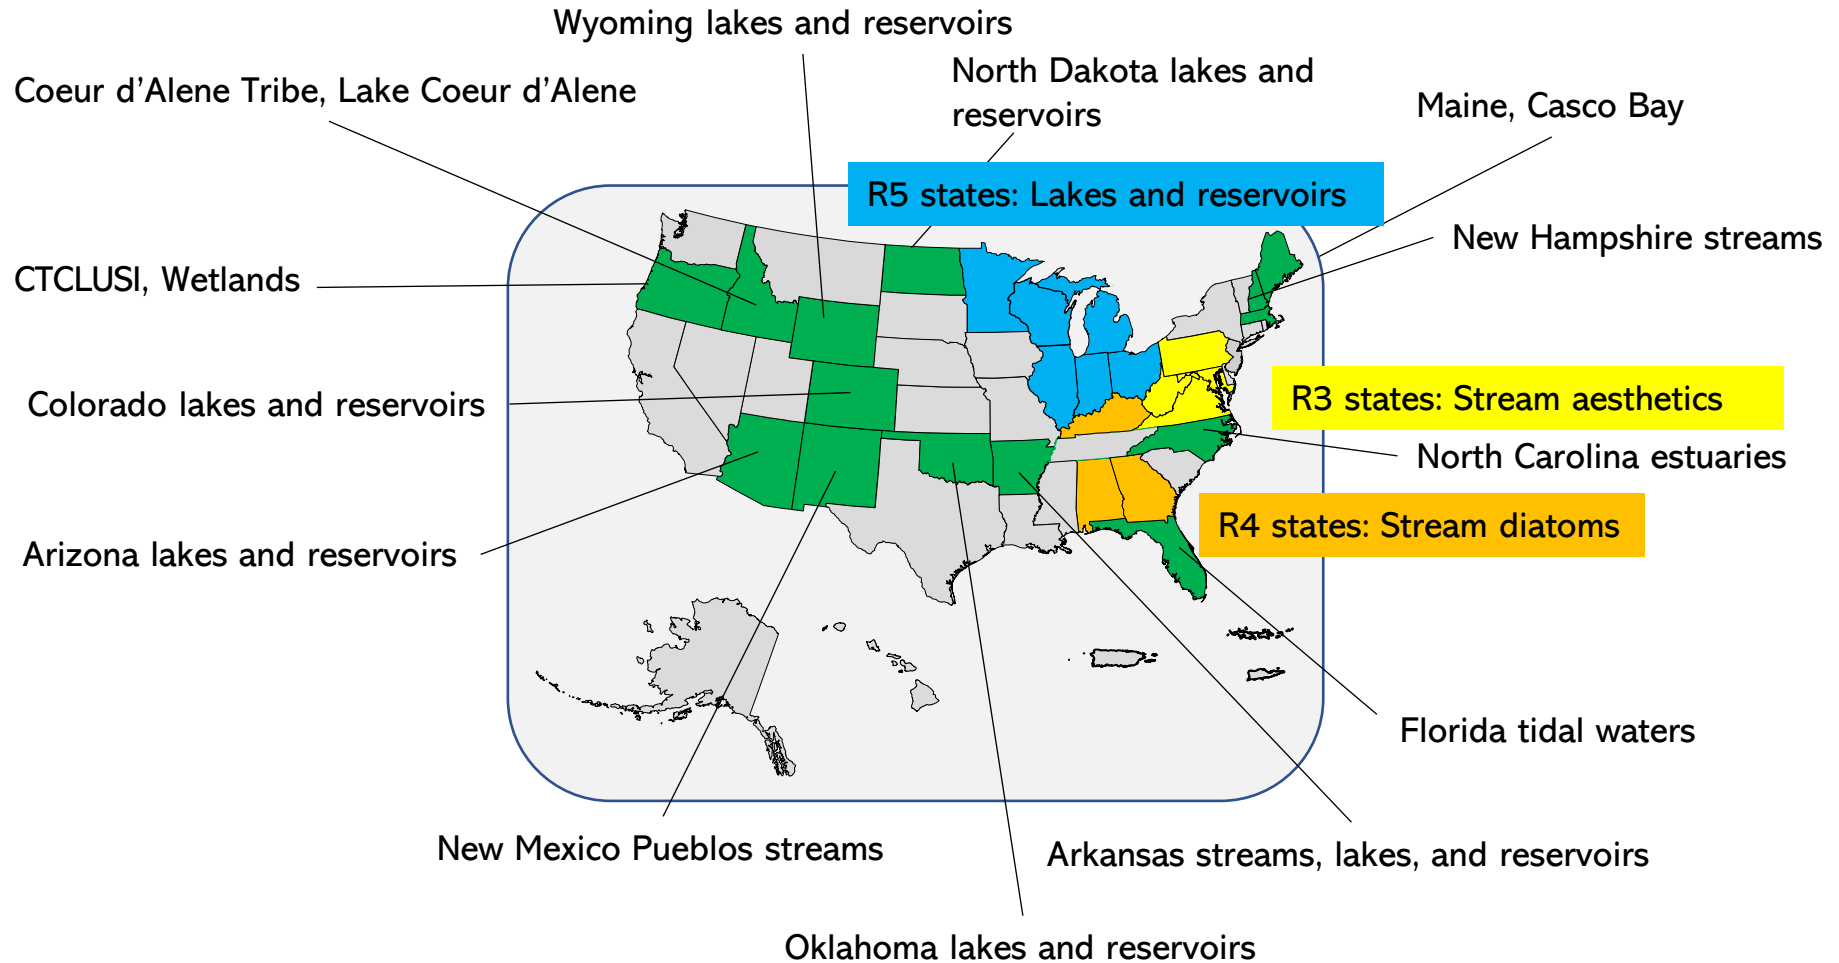 Wyoming lakes and reservoirs
North Dakota lakes and
reservoirs
Coeur d’Alene Tribe, Lake Coeur d’Alene
Maine, Casco Bay
R5 states: Lakes and reservoirs
New Hampshire streams
CTCLUSI, Wetlands
Colorado lakes and reservoirs
R3 states: Stream aesthetics
North Carolina estuaries
R4 states: Stream diatoms
Arizona lakes and reservoirs
Florida tidal waters
New Mexico Pueblos streams
Arkansas streams, lakes, and reservoirs
Oklahoma lakes and reservoirs